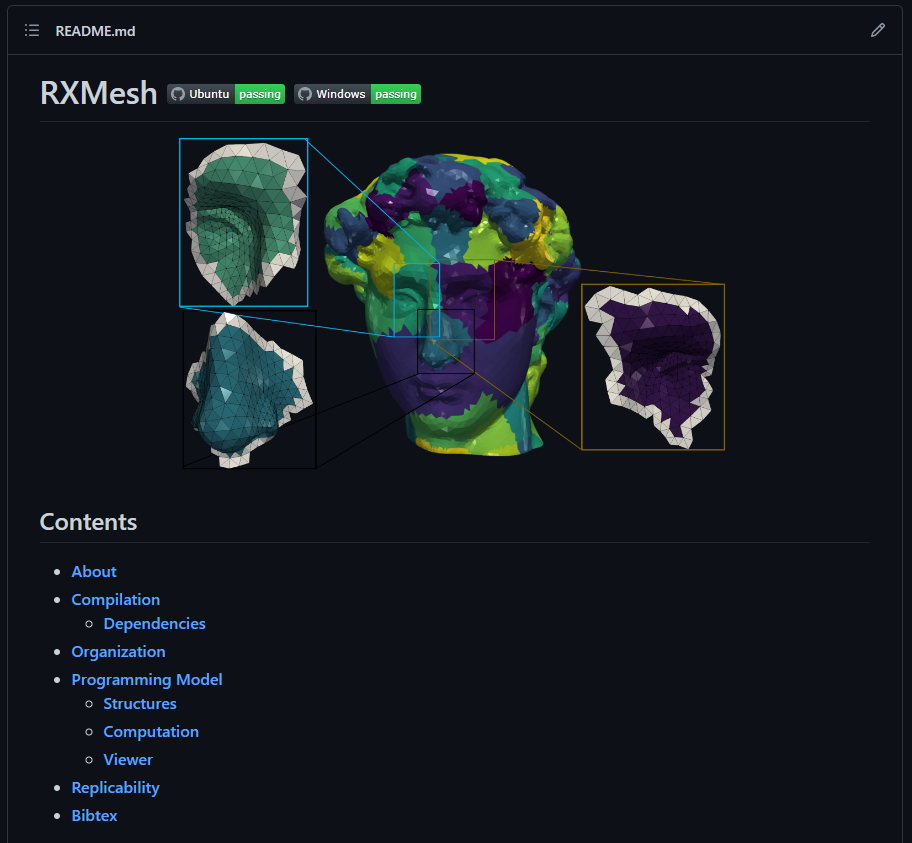 README.md
RXMesh Ubuntu passing Windows passing
Contents
About
Compilation
Dependencies
Organization
Programming Model
Structures
Computation
Viewer
Replicability
Bibtex